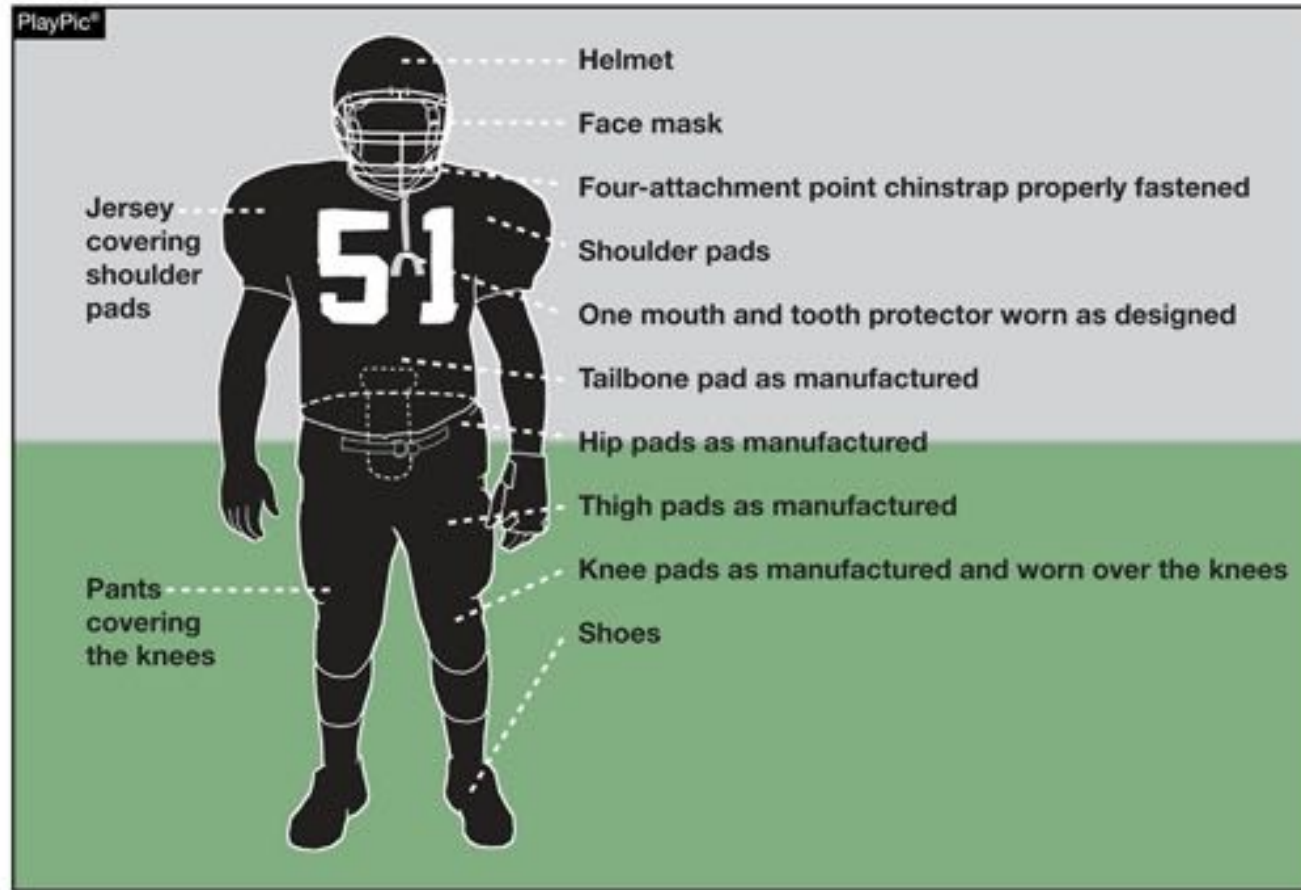 PlayPic®
Helmet
Face mask
Four-attachment point chinstrap properly fastened
Jersey
covering
shoulder
pads
Shoulder pads
51
One mouth and tooth protector worn as designed
Tailbone pad as manufactured
Hip pads as manufactured
Thigh pads as manufactured
Knee pads as manufactured and worn over the knees
Pants
covering
the knees
Shoes